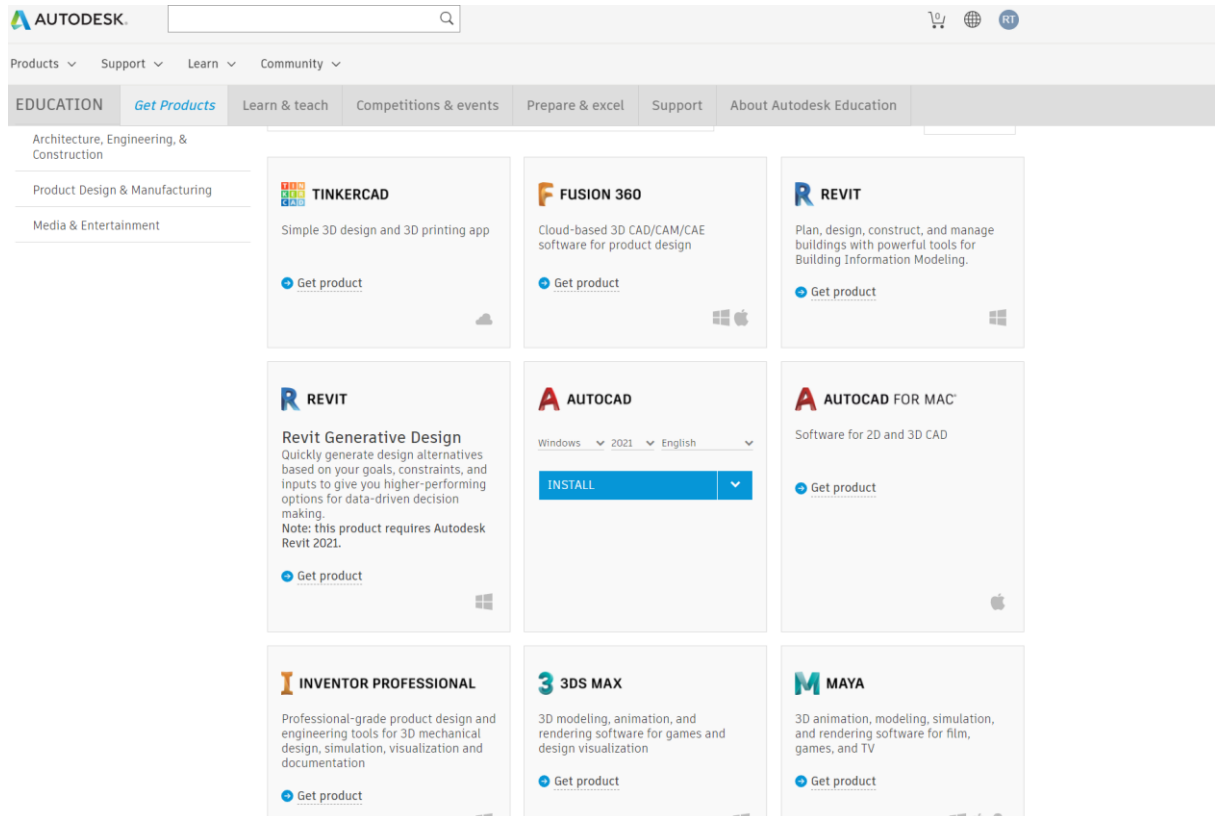 AUTODESK.
0
RT
Products
Support
Learn
Community
EDUCATION
Get Products
Learn & teach
Competitions & events
Prepare & excel
Support
About Autodesk Education
Architecture, Engineering, &
Construction
Product Design & Manufacturing
Media & Entertainment
TIN
KER
CAD
TINKERCAD
Simple 3D design and 3D printing app
Get product
FUSION 360
Cloud-based 3D CAD/CAM/CAE
software for product design
Get product
REVIT
Plan, design, construct, and manage
buildings with powerful tools for
Building Information Modeling.
Get product
REVIT
Revit Generative Design
Quickly generate design alternatives
based on your goals, constraints, and
inputs to give you higher-performing
options for data-driven decision
making.
Note: this product requires Autodesk
Revit 2021.
Get product
AUTOCAD
Windows 2021 English
INSTALL
AUTOCAD FOR MAC®
Software for 2D and 3D CAD
Get product
INVENTOR PROFESSIONAL
Professional-grade product design and
engineering tools for 3D mechanical
design, simulation, visualization and
documentation
Get product
3DS MAX
3D modeling, animation, and
rendering software for games and
design visualization
Get product
MAYA
3D animation, modeling, simulation,
and rendering software for film,
games, and TV
Get product